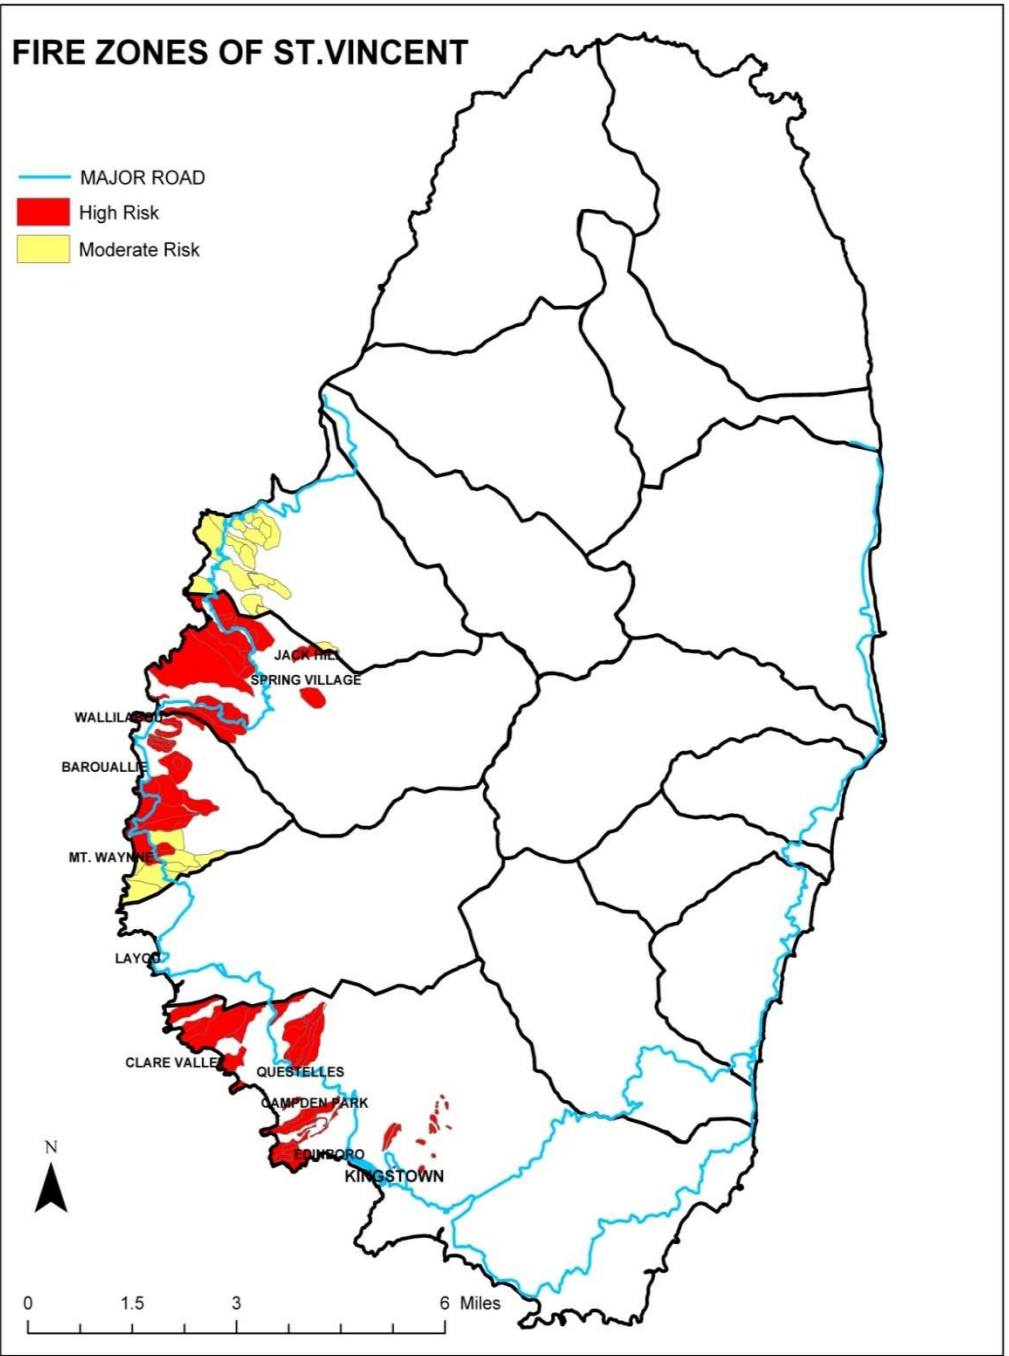 FIRE ZONES OF ST.VINCENT
MAJOR ROAD
High Risk
Moderate Risk
JACK HILL
SPRING VILLAGE
WALLILABOU
BAROUALLIE
MT. WAYNNE
LAYOU
CLARE VALLEY
QUESTELLES
CAMPDEN PARK
EDINBORO
KINGSTOWN
N
0 1.5 3 6 Miles